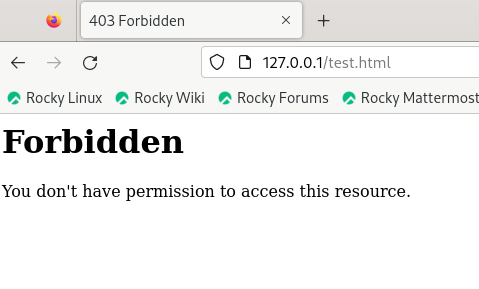 403 Forbidden
127.0.0.1/test.html
Rocky Linux Rocky Wiki Rocky Forums Rocky Mattermost
Forbidden
You don't have permission to access this resource.